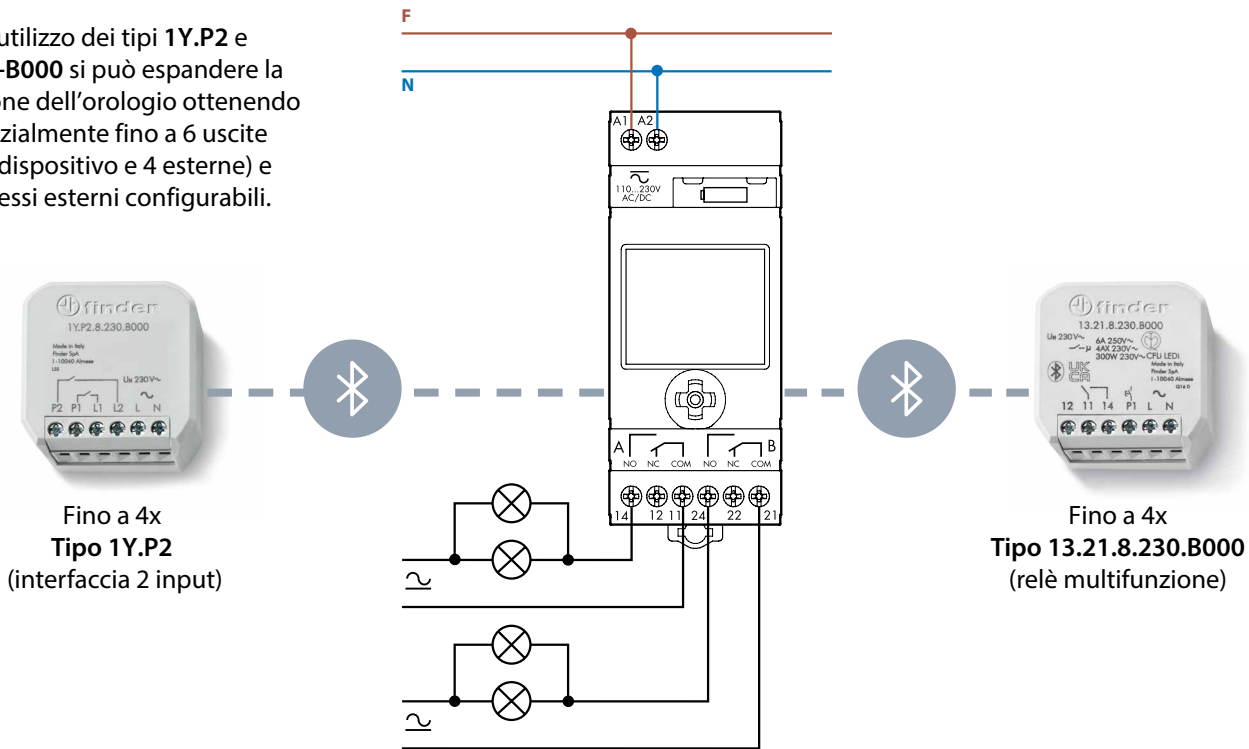 F
utilizzo dei tipi 1Y.P2 e
-B000 si può espandere la
one dell'orologio ottenendo
zialmente fino a 6 uscite
dispositivo e 4 esterne) e
essi esterni configurabili.
N
A1 A2
110...230V
AC/DC
finder
1Y.P2.8.230.B000
Made in Italy
Finder SpA
I-10040 Almese
UN 230V~
P2 P1 L1 L2 L N
Fino a 4x
Tipo 1Y.P2
(interfaccia 2 input)
A B
NO NC COM NO NC COM
14 12 11 24 22 21
finder
13.21.8.230.B000
UN 230V~
6A 250V~
4AX 230V~
300W 230V~ CFL/LED
Made in Italy
Finder SpA
I-10040 Almese
UK
CA
12 11 14 P1 L N
Fino a 4x
Tipo 13.21.8.230.B000
(relè multifunzione)